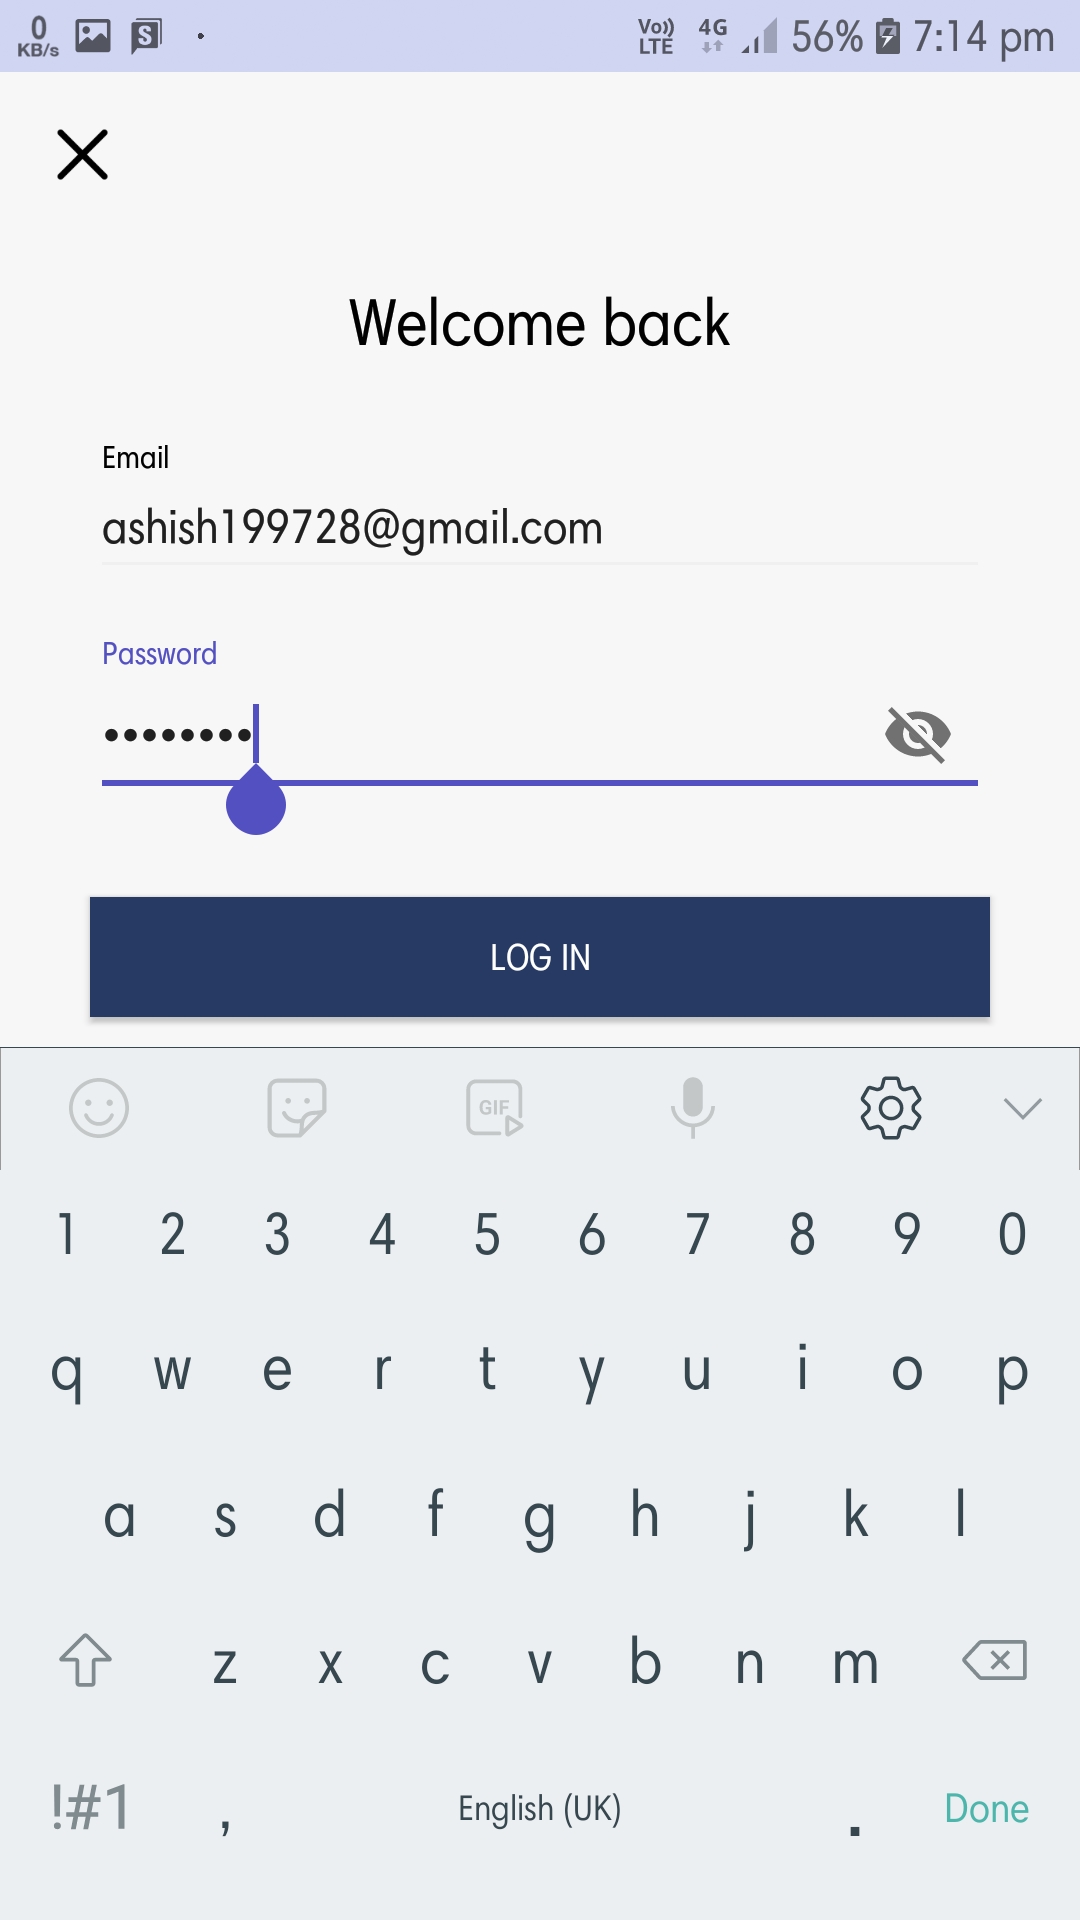 0 KB/s S Vo)) LTE 4G 56% 7:14 pm
Welcome back
Email
ashish199728@gmail.com
Password
••••••••
LOG IN
GIF
1 2 3 4 5 6 7 8 9 0
q w e r t y u i o p
a s d f g h j k l
z x c v b n m
!#1 , English (UK) . Done